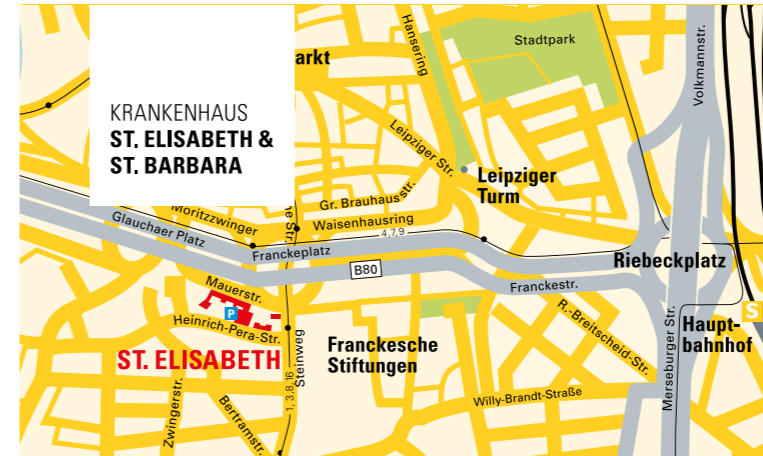 KRANKENHAUS
ST. ELISABETH &
ST. BARBARA
arkt
Hansering
Stadtpark
Volkmannstr.
Leipziger Str.
Leipziger
Turm
Gr. Brauhausstr.
Waisenhausring
Moritzzwinger
ve Str.
Glauchaer Platz
4,7,9
Franckeplatz
B80
Riebeckplatz
Franckestr.
Mauerstr.
P
Heinrich-Pera-Str.
ST. ELISABETH
Steinweg
1, 3,8,16
Franckesche
Stiftungen
R.-Breitscheid-Str.
Merseburger Str.
Haupt-
bahnhof
S
Willy-Brandt-Straße
Zwingerstr.
Bertramstr.